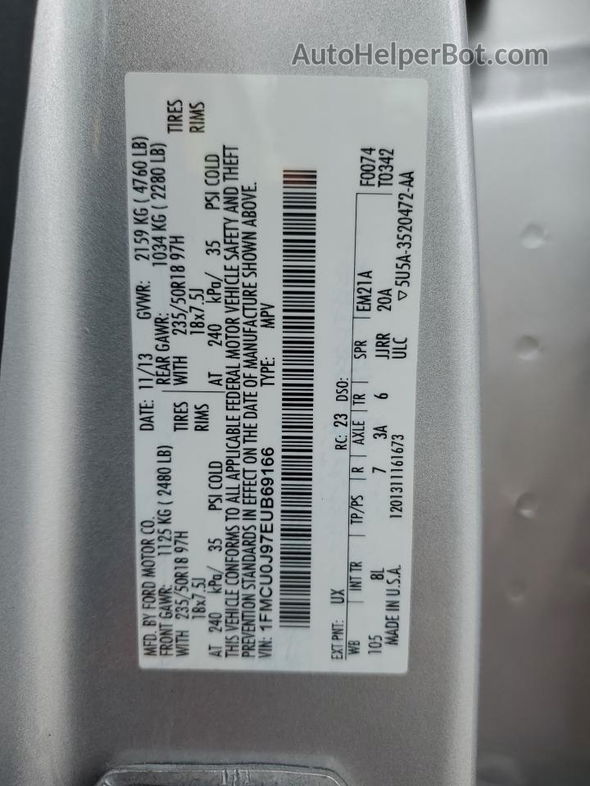 AutoHelperBot.com
MFD. BY FORD MOTOR CO. DATE: 11/13 GVWR: 2159 KG ( 4760 LB)
FRONT GAWR: 1125 KG ( 2480 LB) REAR GAWR: 1034 KG ( 2280 LB)
WITH 235/50R18 97H TIRES WITH 235/50R18 97H TIRES
18x7.5J RIMS 18x7.5J RIMS
AT 240 kPa/ 35 PSI COLD AT 240 kPa/ 35 PSI COLD
THIS VEHICLE CONFORMS TO ALL APPLICABLE FEDERAL MOTOR VEHICLE SAFETY AND THEFT
PREVENTION STANDARDS IN EFFECT ON THE DATE OF MANUFACTURE SHOWN ABOVE.
VIN: 1FMCU0J97EUB69166 TYPE: MPV
EXT PNT: UX RC: 23 DSO:
WB INT TR TP/PS R AXLE TR SPR EM21A F0074
105 8L 7 3A 6 JJRR 20A T0342
MADE IN U.S.A. 1201311161673 ULC ▽5U5A-3520472-AA